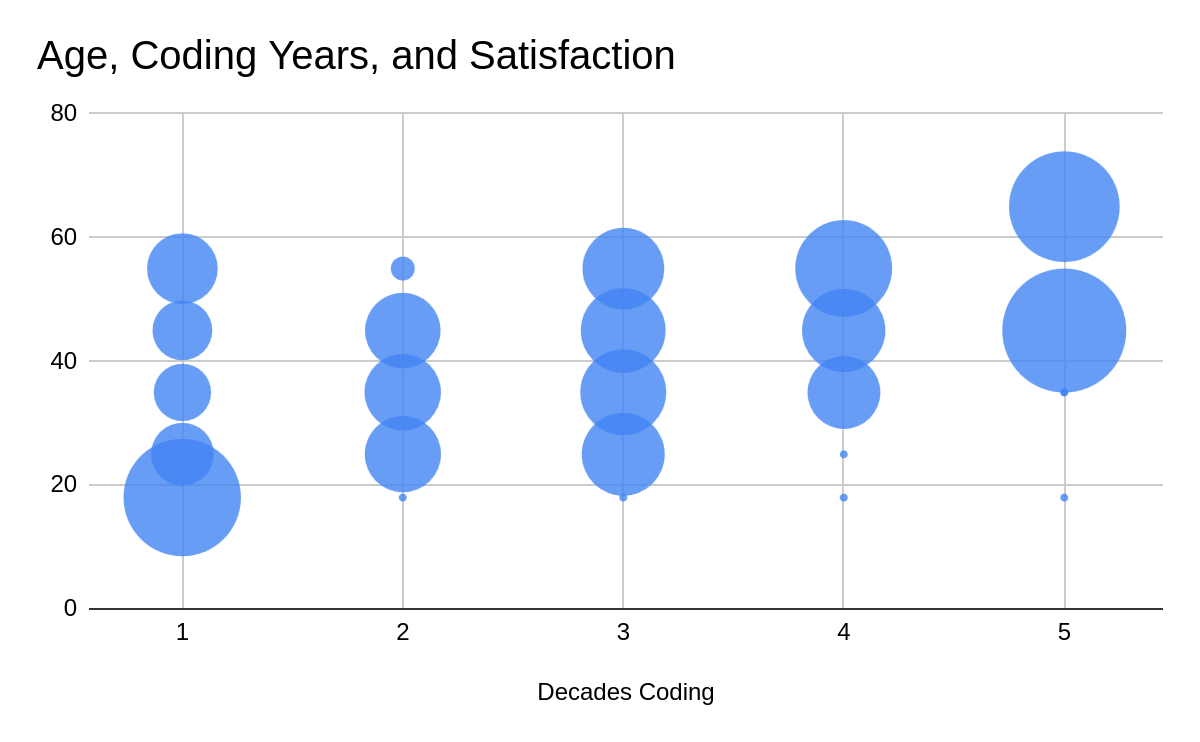 Age, Coding Years, and Satisfaction
80
60
40
20
0
1 2 3 4 5
Decades Coding